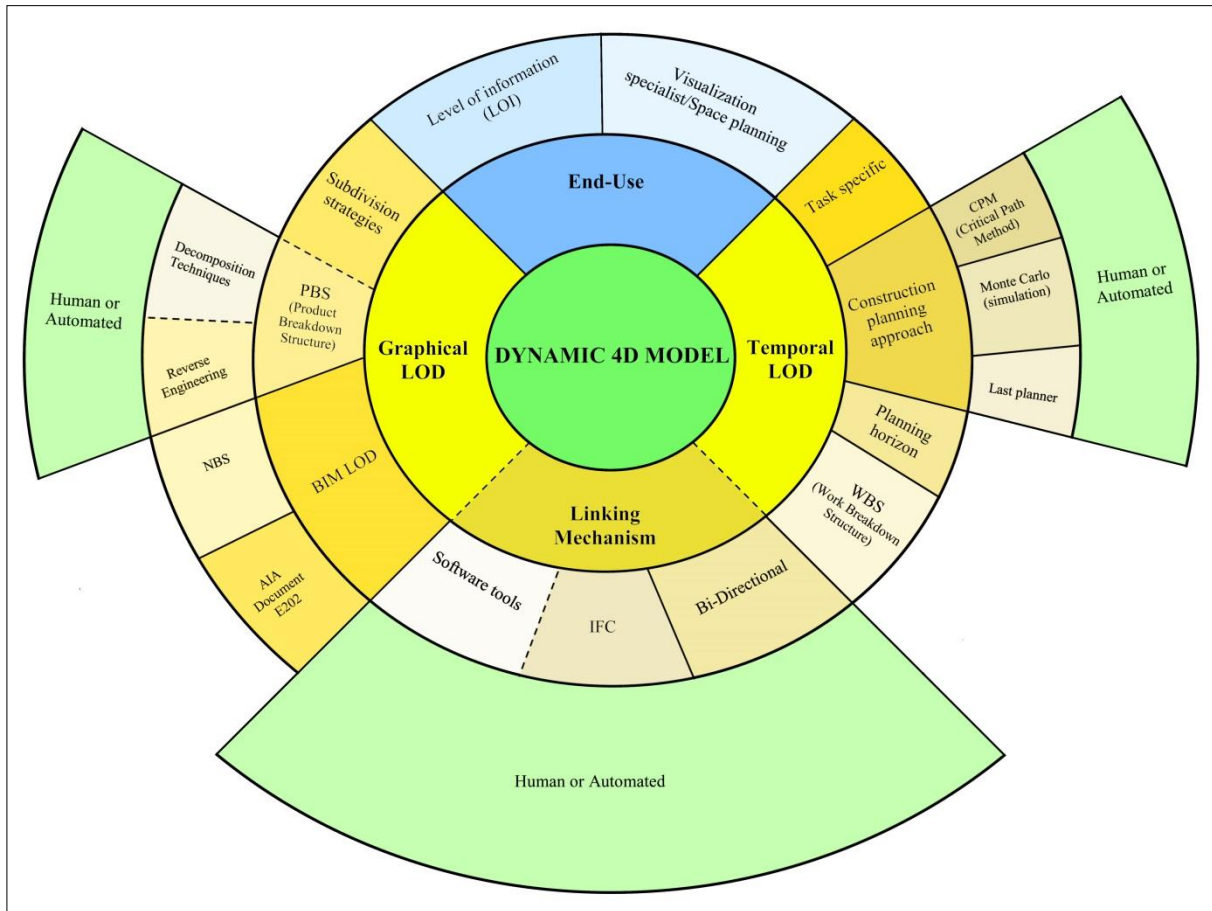 Level of information
(LOI)
Visualization
specialist/Space planning
End-Use
Subdivision
strategies
Task specific
Decomposition
Techniques
PBS
(Product
Breakdown
Structure)
Human or
Automated
Reverse
Engineering
Graphical
LOD
DYNAMIC 4D MODEL
Temporal
LOD
Construction
planning
approach
CPM
(Critical Path
Method)
Monte Carlo
(simulation)
Last planner
Human or
Automated
NBS
BIM LOD
AIA
Document
E202
Linking
Mechanism
Planning
horizon
WBS
(Work Breakdown
Structure)
Software tools
IFC
Bi-Directional
Human or Automated